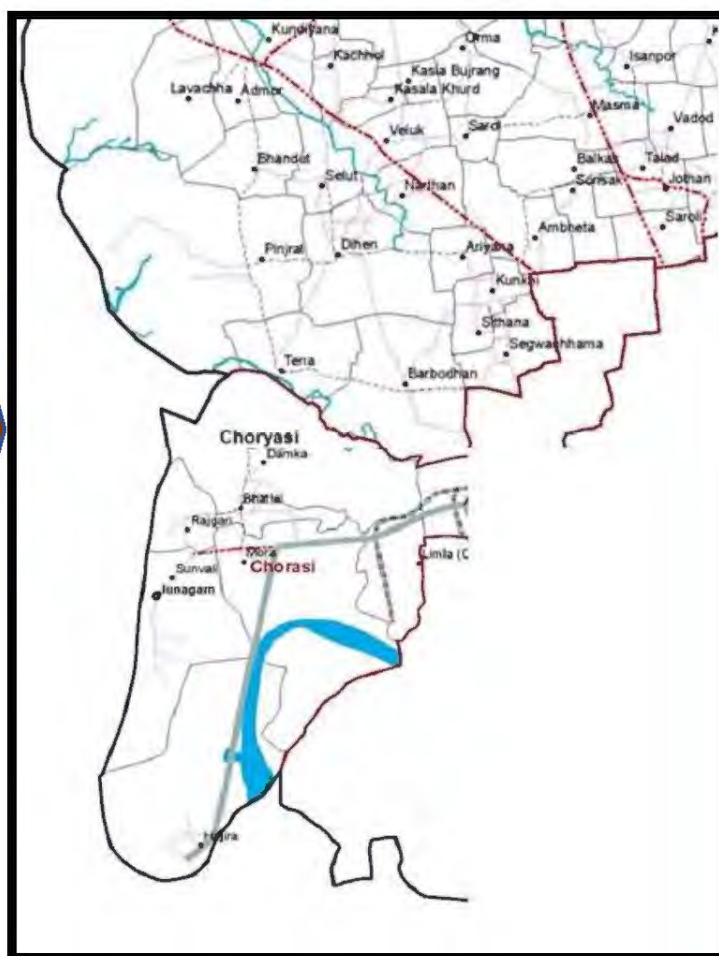 Kundiyana
Orma
Kachhol
Isanpor
Kasla Bujrang
Lavachha
Admor
Kasala Khurd
Masma
Vadod
Veluk
Sardi
Bhandut
Selut
Balkas
Talad
Narthan
Sonsak
Jothan
Saroli
Ambheta
Pinjrat
Dihen
Ariyana
Kunkni
Sithana
Segwachhama
Tena
Barbodhan
Choryasi
Damka
Bhatlai
Rajgari
Mora
Limla (C
Chorasi
Sunvali
Junagam
Hajira